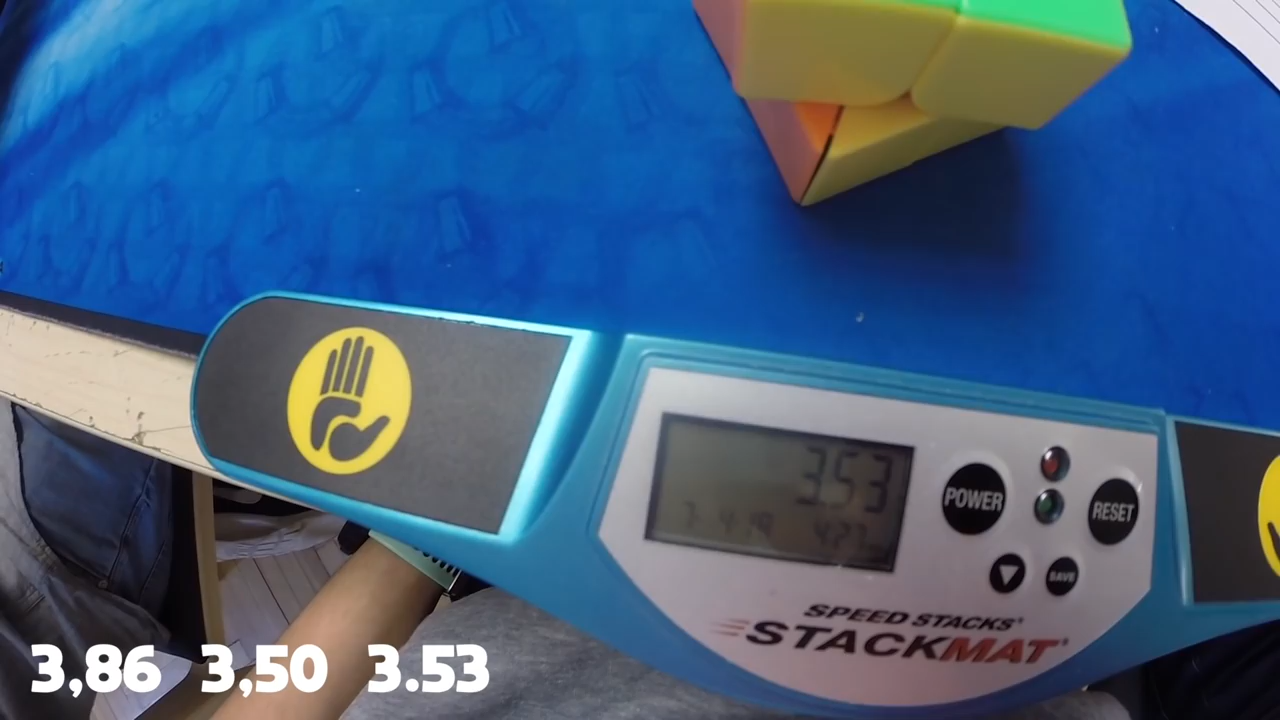 3.53
POWER
RESET
SAVE
SPEED STACKS®
STACKMAT®
3,86 3,50 3.53